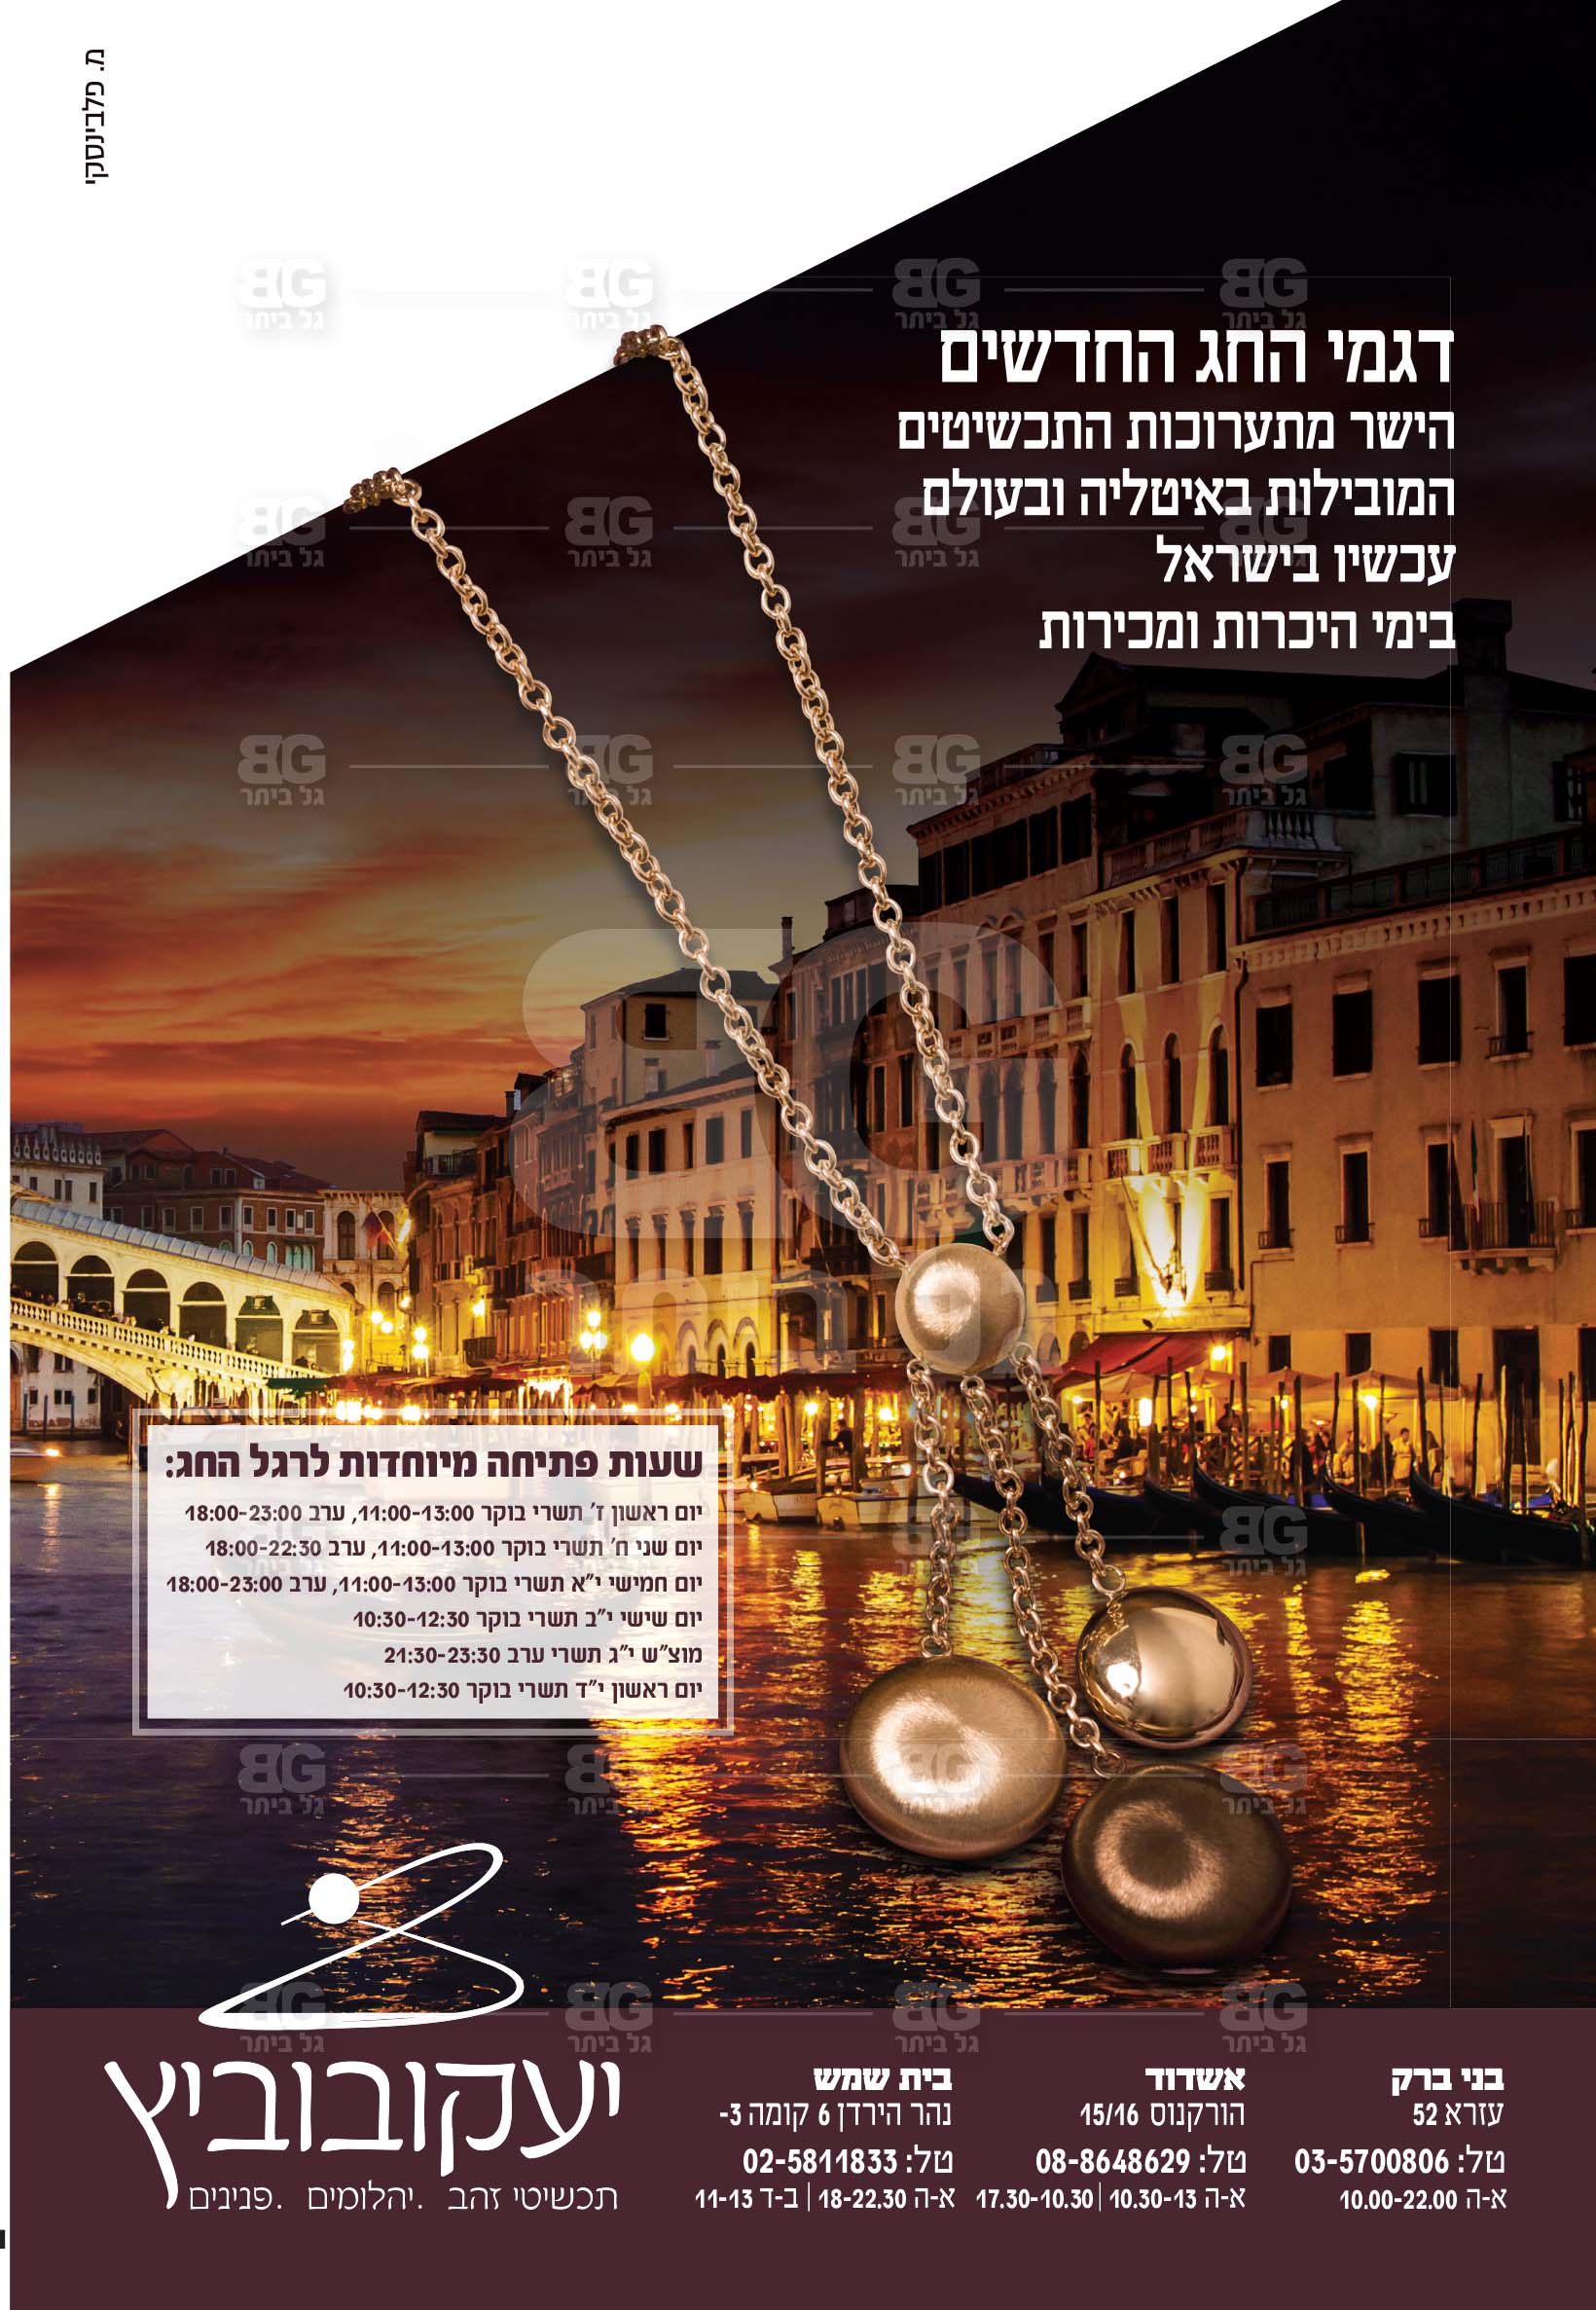 מ. פלבינסקי
דגמי החג החדשים
הישר מתערוכות התכשיטים
המובילות באיטליה ובעולם
עכשיו בישראל
בימי היכרות ומכירות
שעות פתיחה מיוחדות לרגל החג:
יום ראשון ז' תשרי בוקר 11:00-13:00, ערב 18:00-23:00
יום שני ח' תשרי בוקר 11:00-13:00, ערב 18:00-22:30
יום חמישי י"א תשרי בוקר 11:00-13:00, ערב 18:00-23:00
יום שישי י"ב תשרי בוקר 10:30-12:30
מוצ"ש י"ג תשרי ערב 21:30-23:30
יום ראשון י"ד תשרי בוקר 10:30-12:30
בני ברק
עזרא 52
טל: 03-5700806
א-ה 10.00-22.00
אשדוד
הורקנוס 15/16
טל: 08-8648629
א-ה 10.30-13 | 17.30-10.30
בית שמש
נהר הירדן 6 קומה 3-
טל: 02-5811833
א-ה 18-22.30 | ב-ד 11-13
יעקובוביץ
תכשיטי זהב .יהלומים .פנינים
BG
גל ביתר